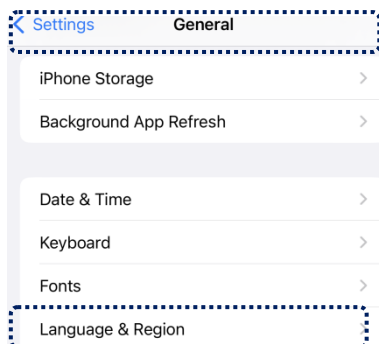 Settings General
iPhone Storage
Background App Refresh
Date & Time
Keyboard
Fonts
Language & Region